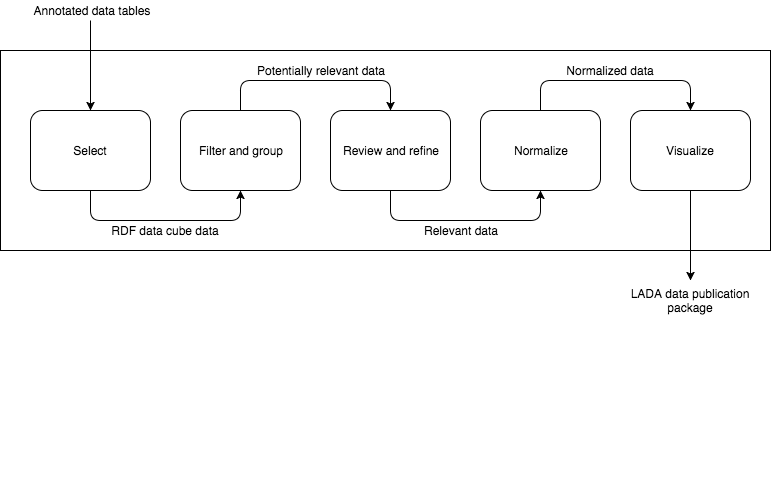 Annotated data tables
Potentially relevant data
Normalized data
Select
Filter and group
Review and refine
Normalize
Visualize
RDF data cube data
Relevant data
LADA data publication
package